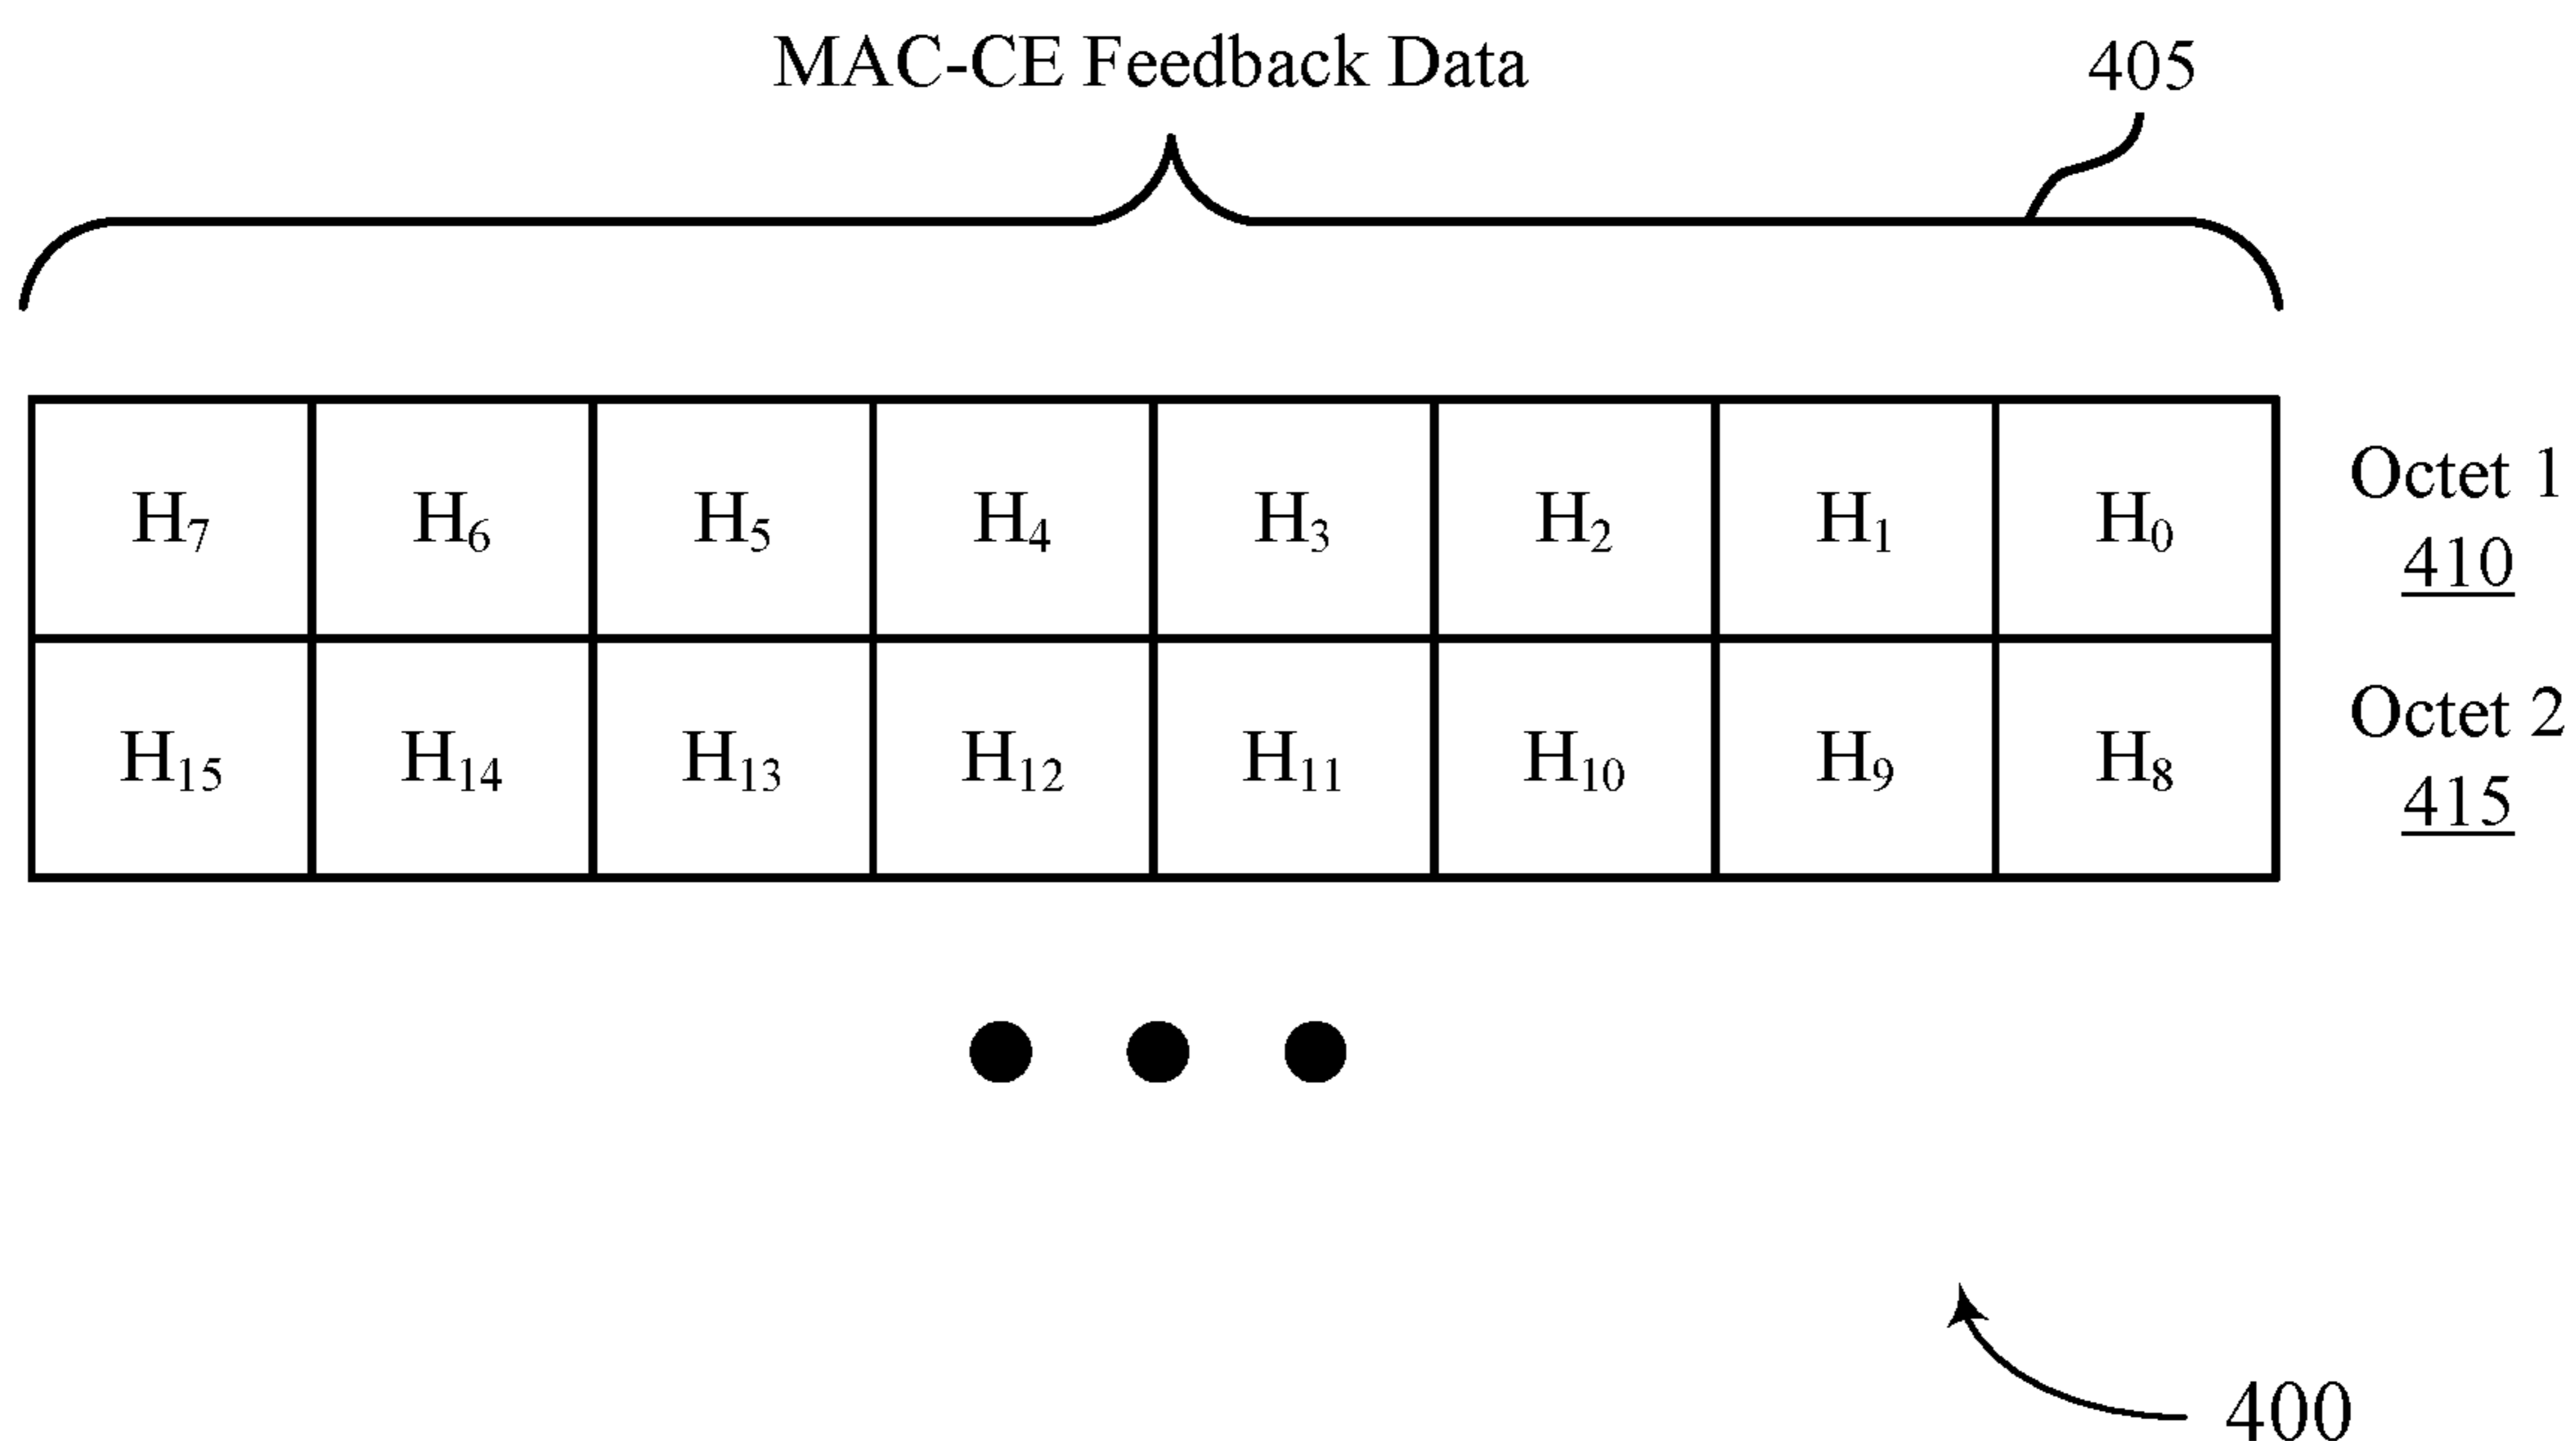 MAC-CE Feedback Data
405
H₇ H₆ H₅ H₄ H₃ H₂ H₁ H₀ Octet 1
410
H₁₅ H₁₄ H₁₃ H₁₂ H₁₁ H₁₀ H₉ H₈ Octet 2
415
400